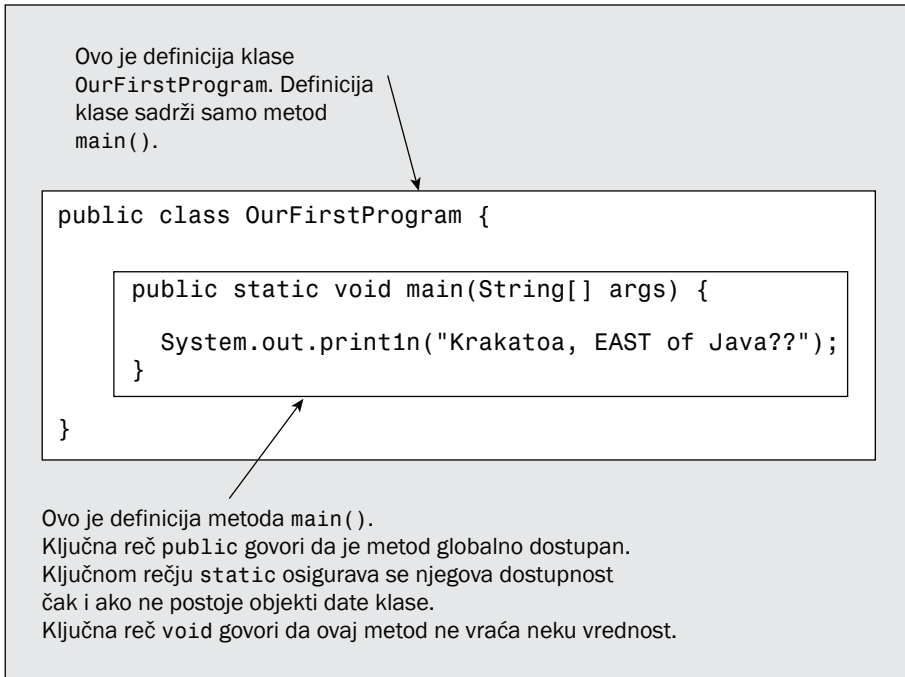 Ovo je definicija klase
OurFirstProgram. Definicija
klase sadrži samo metod
main().
public class OurFirstProgram {
public static void main(String[] args) {
System.out.print1n("Krakatoa, EAST of Java??");
}
}
Ovo je definicija metoda main().
Ključna reč public govori da je metod globalno dostupan.
Ključnom rečju static osigurava se njegova dostupnost
čak i ako ne postoje objekti date klase.
Ključna reč void govori da ovaj metod ne vraća neku vrednost.